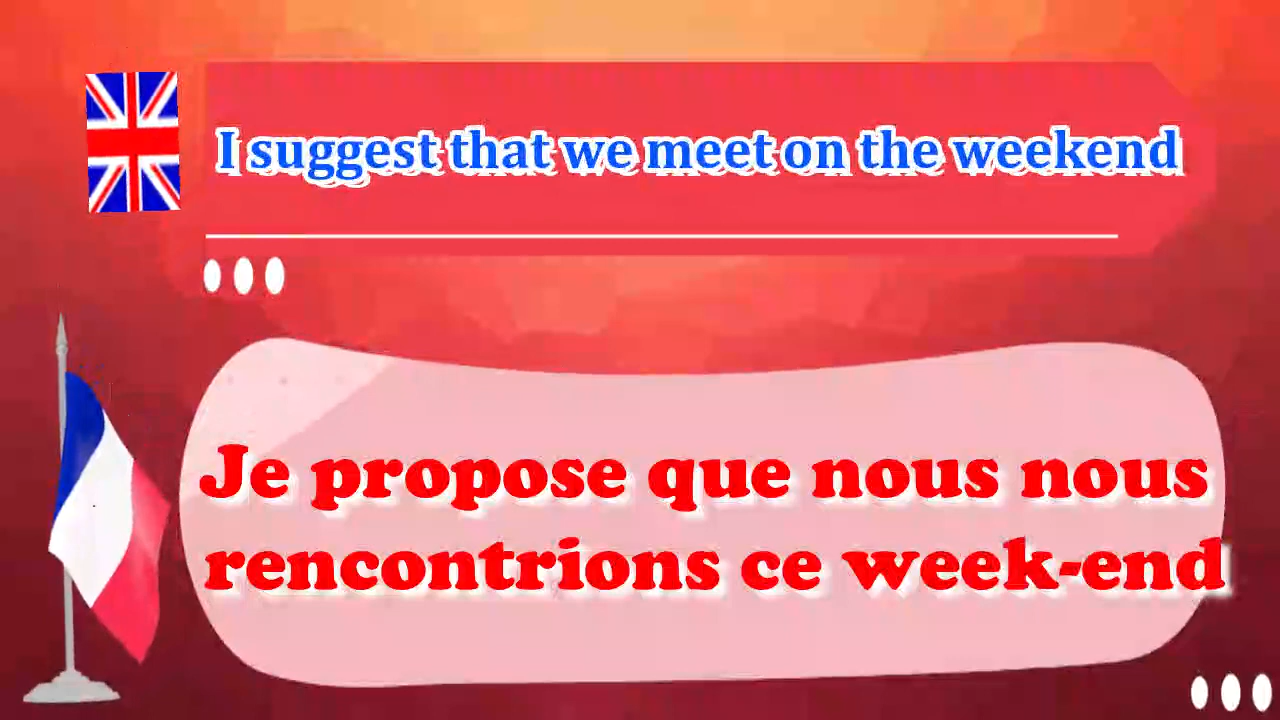 I suggest that we meet on the weekend
Je propose que nous nous
rencontrions ce week-end